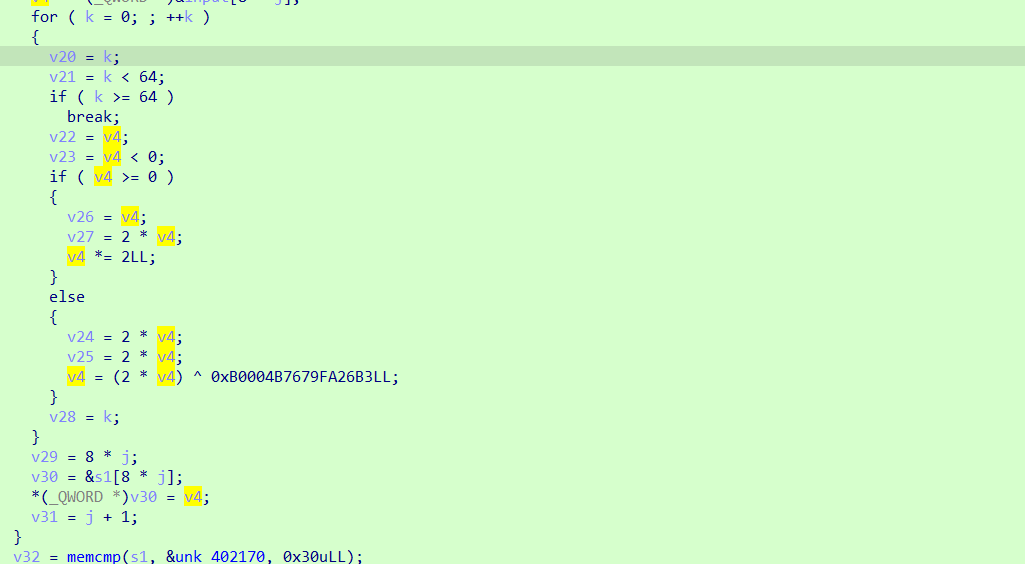 for ( k = 0; ; ++k )
{
v20 = k;
v21 = k < 64;
if ( k >= 64 )
break;
v22 = v4;
v23 = v4 < 0;
if ( v4 >= 0 )
{
v26 = v4;
v27 = 2 * v4;
v4 *= 2LL;
}
else
{
v24 = 2 * v4;
v25 = 2 * v4;
v4 = (2 * v4) ^ 0xB0004B7679FA26B3LL;
}
v28 = k;
}
v29 = 8 * j;
v30 = &s1[8 * j];
*(_QWORD *)v30 = v4;
v31 = j + 1;
}
v32 = memcmp(s1, &unk_402170, 0x30uLL);